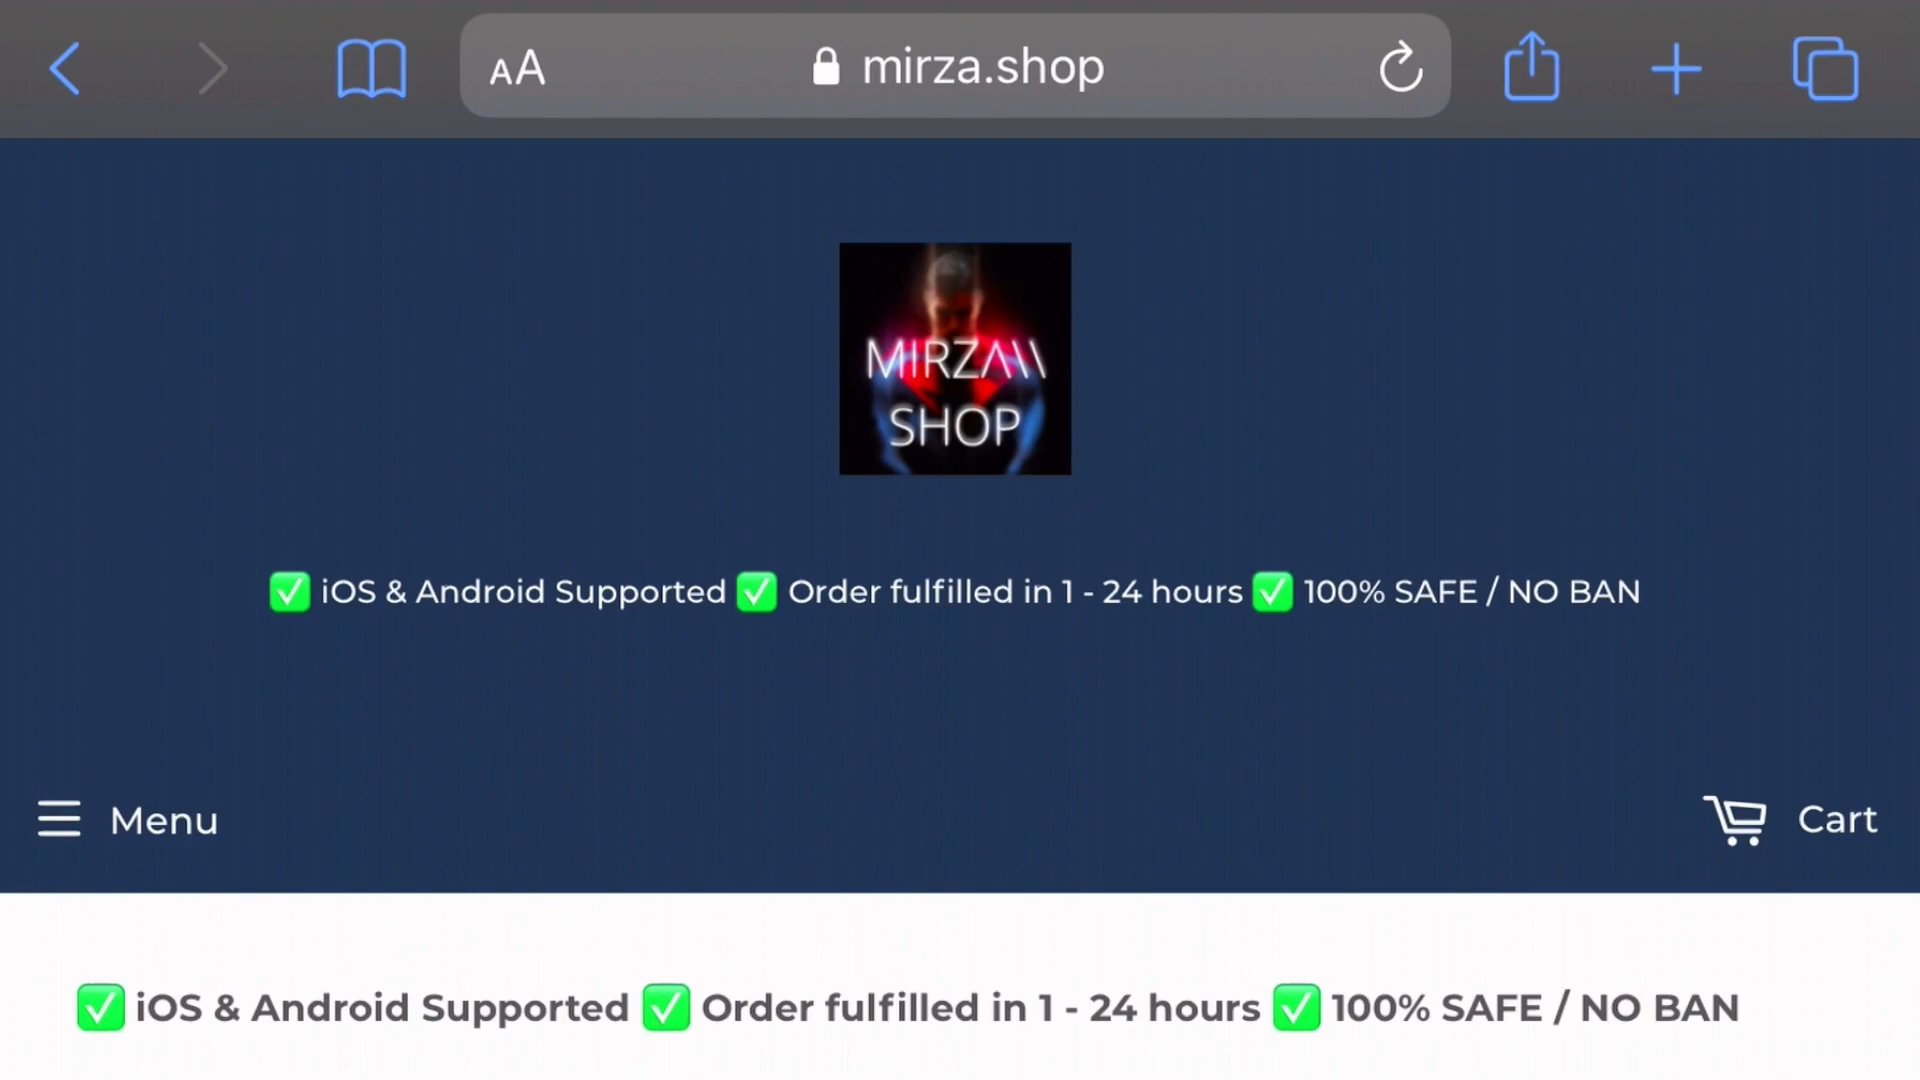 AA mirza.shop
MIRZA\\
SHOP
✅ iOS & Android Supported ✅ Order fulfilled in 1 - 24 hours ✅ 100% SAFE / NO BAN
Menu
Cart
✅ iOS & Android Supported ✅ Order fulfilled in 1 - 24 hours ✅ 100% SAFE / NO BAN